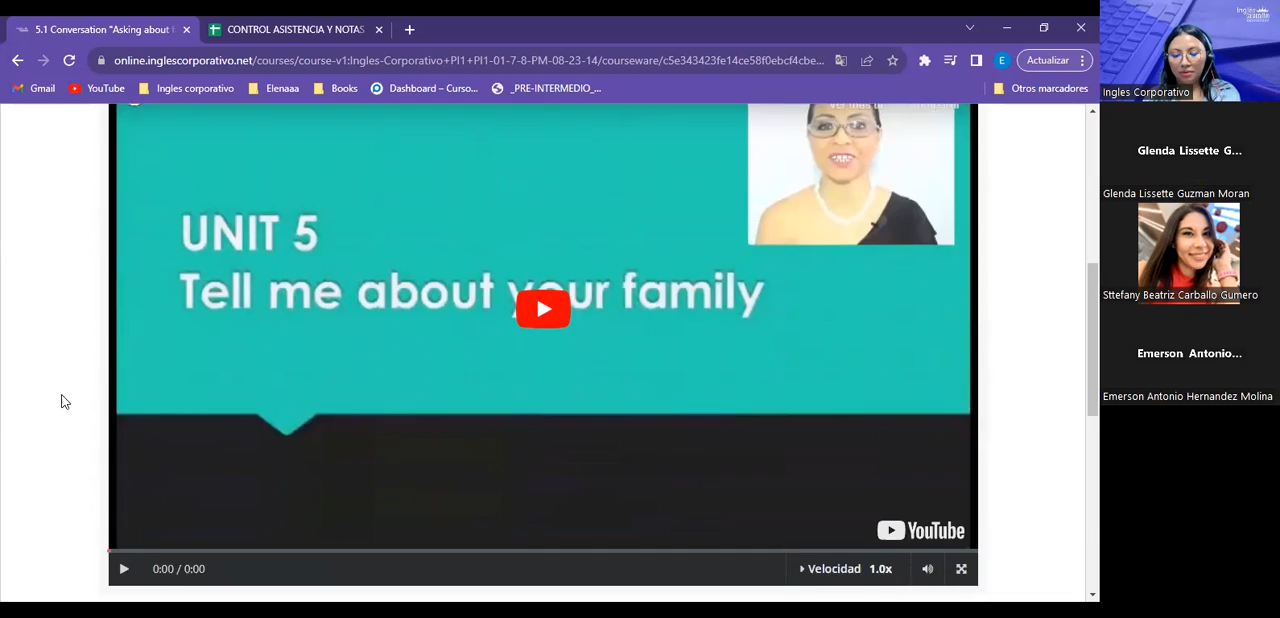 5.1 Conversation "Asking about
CONTROL ASISTENCIA Y NOTAS
online.inglescorporativo.net/courses/course-v1:Ingles-Corporativo+PI1+PI1-01-7-8-PM-08-23-14/courseware/c5e343423fe14ce58f0ebcf4cbe...
E
Actualizar
Gmail
YouTube
Ingles corporativo
Elenaaa
Books
Dashboard – Curso...
_PRE-INTERMEDIO_...
Otros marcadores
UNIT 5
Tell me about your family
YouTube
0:00 / 0:00
Velocidad 1.0x
Ingles Corporativo
Glenda Lissette G...
Glenda Lissette Guzman Moran
Sttefany Beatriz Carballo Gumero
Emerson Antonio...
Emerson Antonio Hernandez Molina